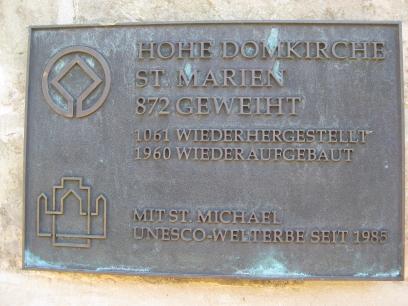 HOHE DOMKIRCHE
ST. MARIEN
872 GEWEIHT
1061 WIEDERHERGESTELLT
1960 WIEDERAUFGEBAUT
MIT ST. MICHAEL
UNESCO-WELTERBE SEIT 1985